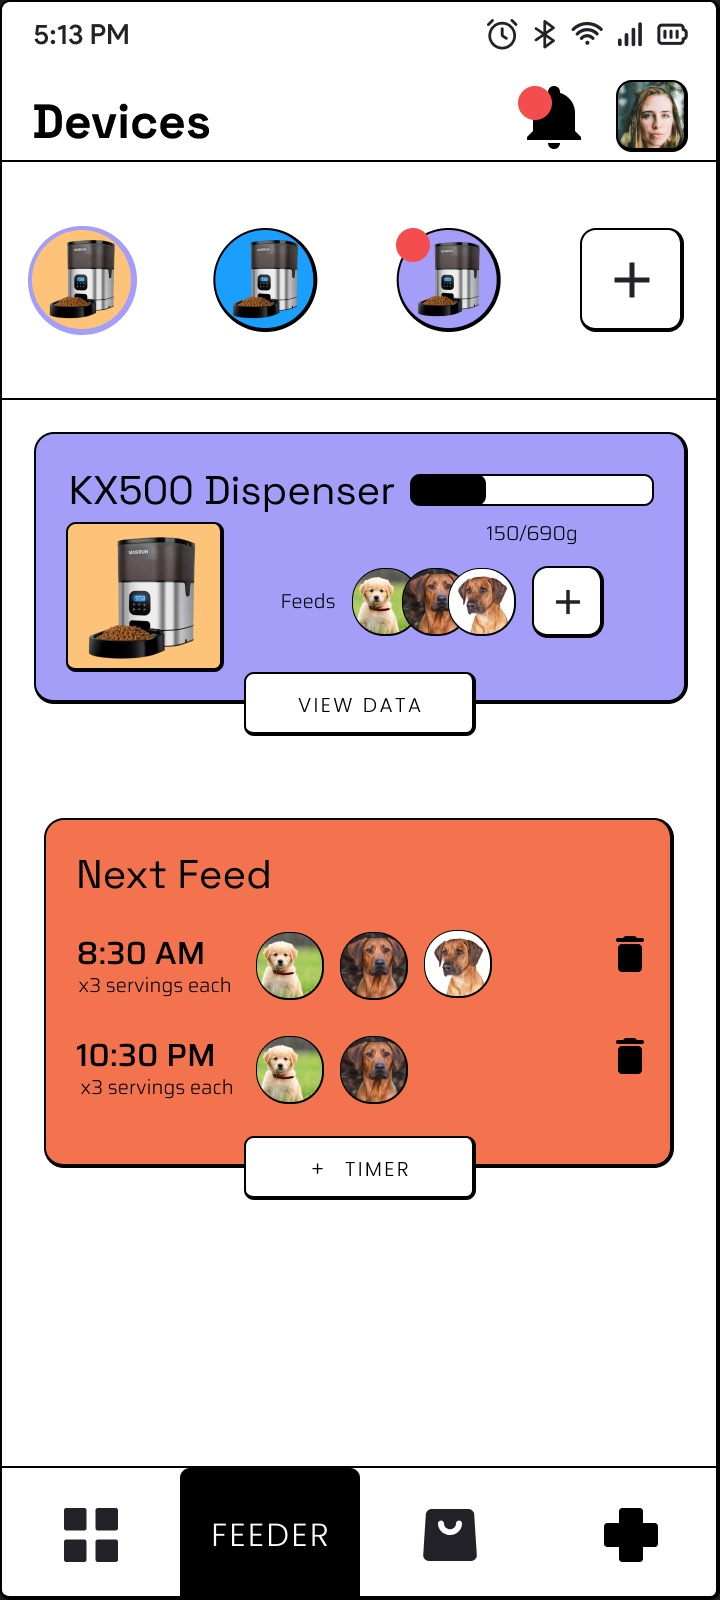 5:13 PM
Devices
KX500 Dispenser
150/690g
MOERUN
Feeds
VIEW DATA
Next Feed
8:30 AM
x3 servings each
10:30 PM
x3 servings each
+ TIMER
FEEDER